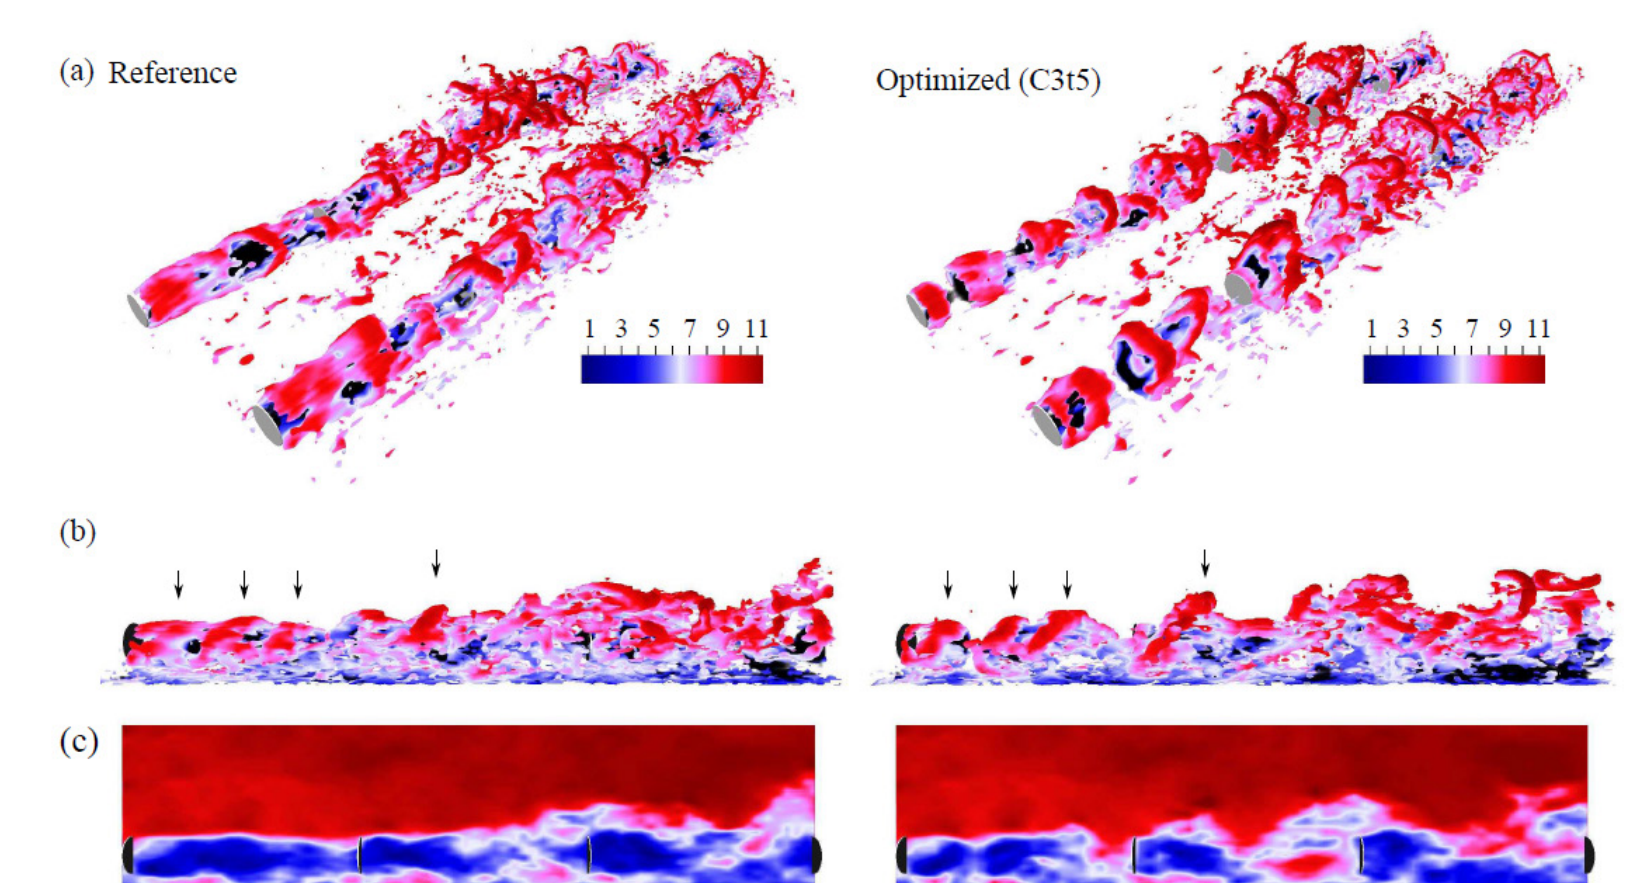 (a) Reference
Optimized (C3t5)
1 3 5 7 9 11
1 3 5 7 9 11
(b)
(c)